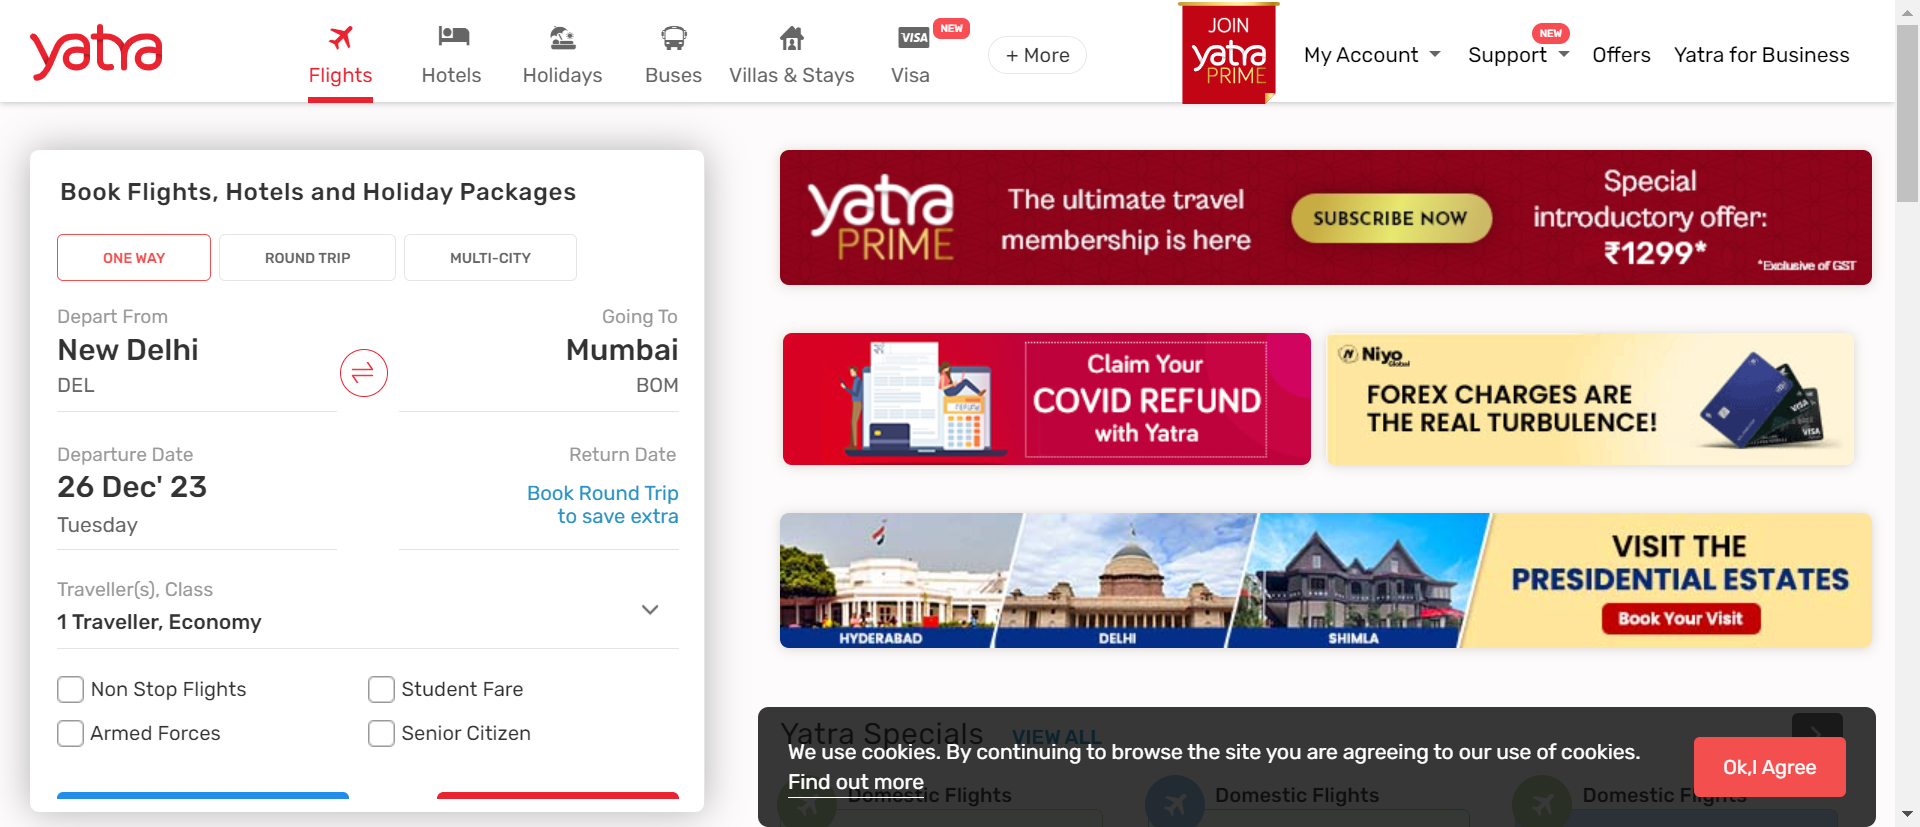 yatra
Flights
Hotels
Holidays
Buses
Villas & Stays
Visa
VISA
NEW
+ More
JOIN
yatra
PRIME
My Account
Support
NEW
Offers
Yatra for Business
Book Flights, Hotels and Holiday Packages
ONE WAY
ROUND TRIP
MULTI-CITY
Depart From
New Delhi
DEL
Going To
Mumbai
BOM
Departure Date
26 Dec' 23
Tuesday
Return Date
Book Round Trip
to save extra
Traveller(s), Class
1 Traveller, Economy
Non Stop Flights
Student Fare
Armed Forces
Senior Citizen
yatra
PRIME
The ultimate travel
membership is here
SUBSCRIBE NOW
Special
introductory offer:
₹1299*
*Exclusive of GST
refund
Claim Your
COVID REFUND
with Yatra
Niyo
Global
FOREX CHARGES ARE
THE REAL TURBULENCE!
VISA
VISA
HYDERABAD
DELHI
SHIMLA
VISIT THE
PRESIDENTIAL ESTATES
Book Your Visit
Yatra Specials
VIEW ALL
We use cookies. By continuing to browse the site you are agreeing to our use of cookies.
Find out more
Ok,I Agree
Domestic Flights
Domestic Flights
Domestic Flights